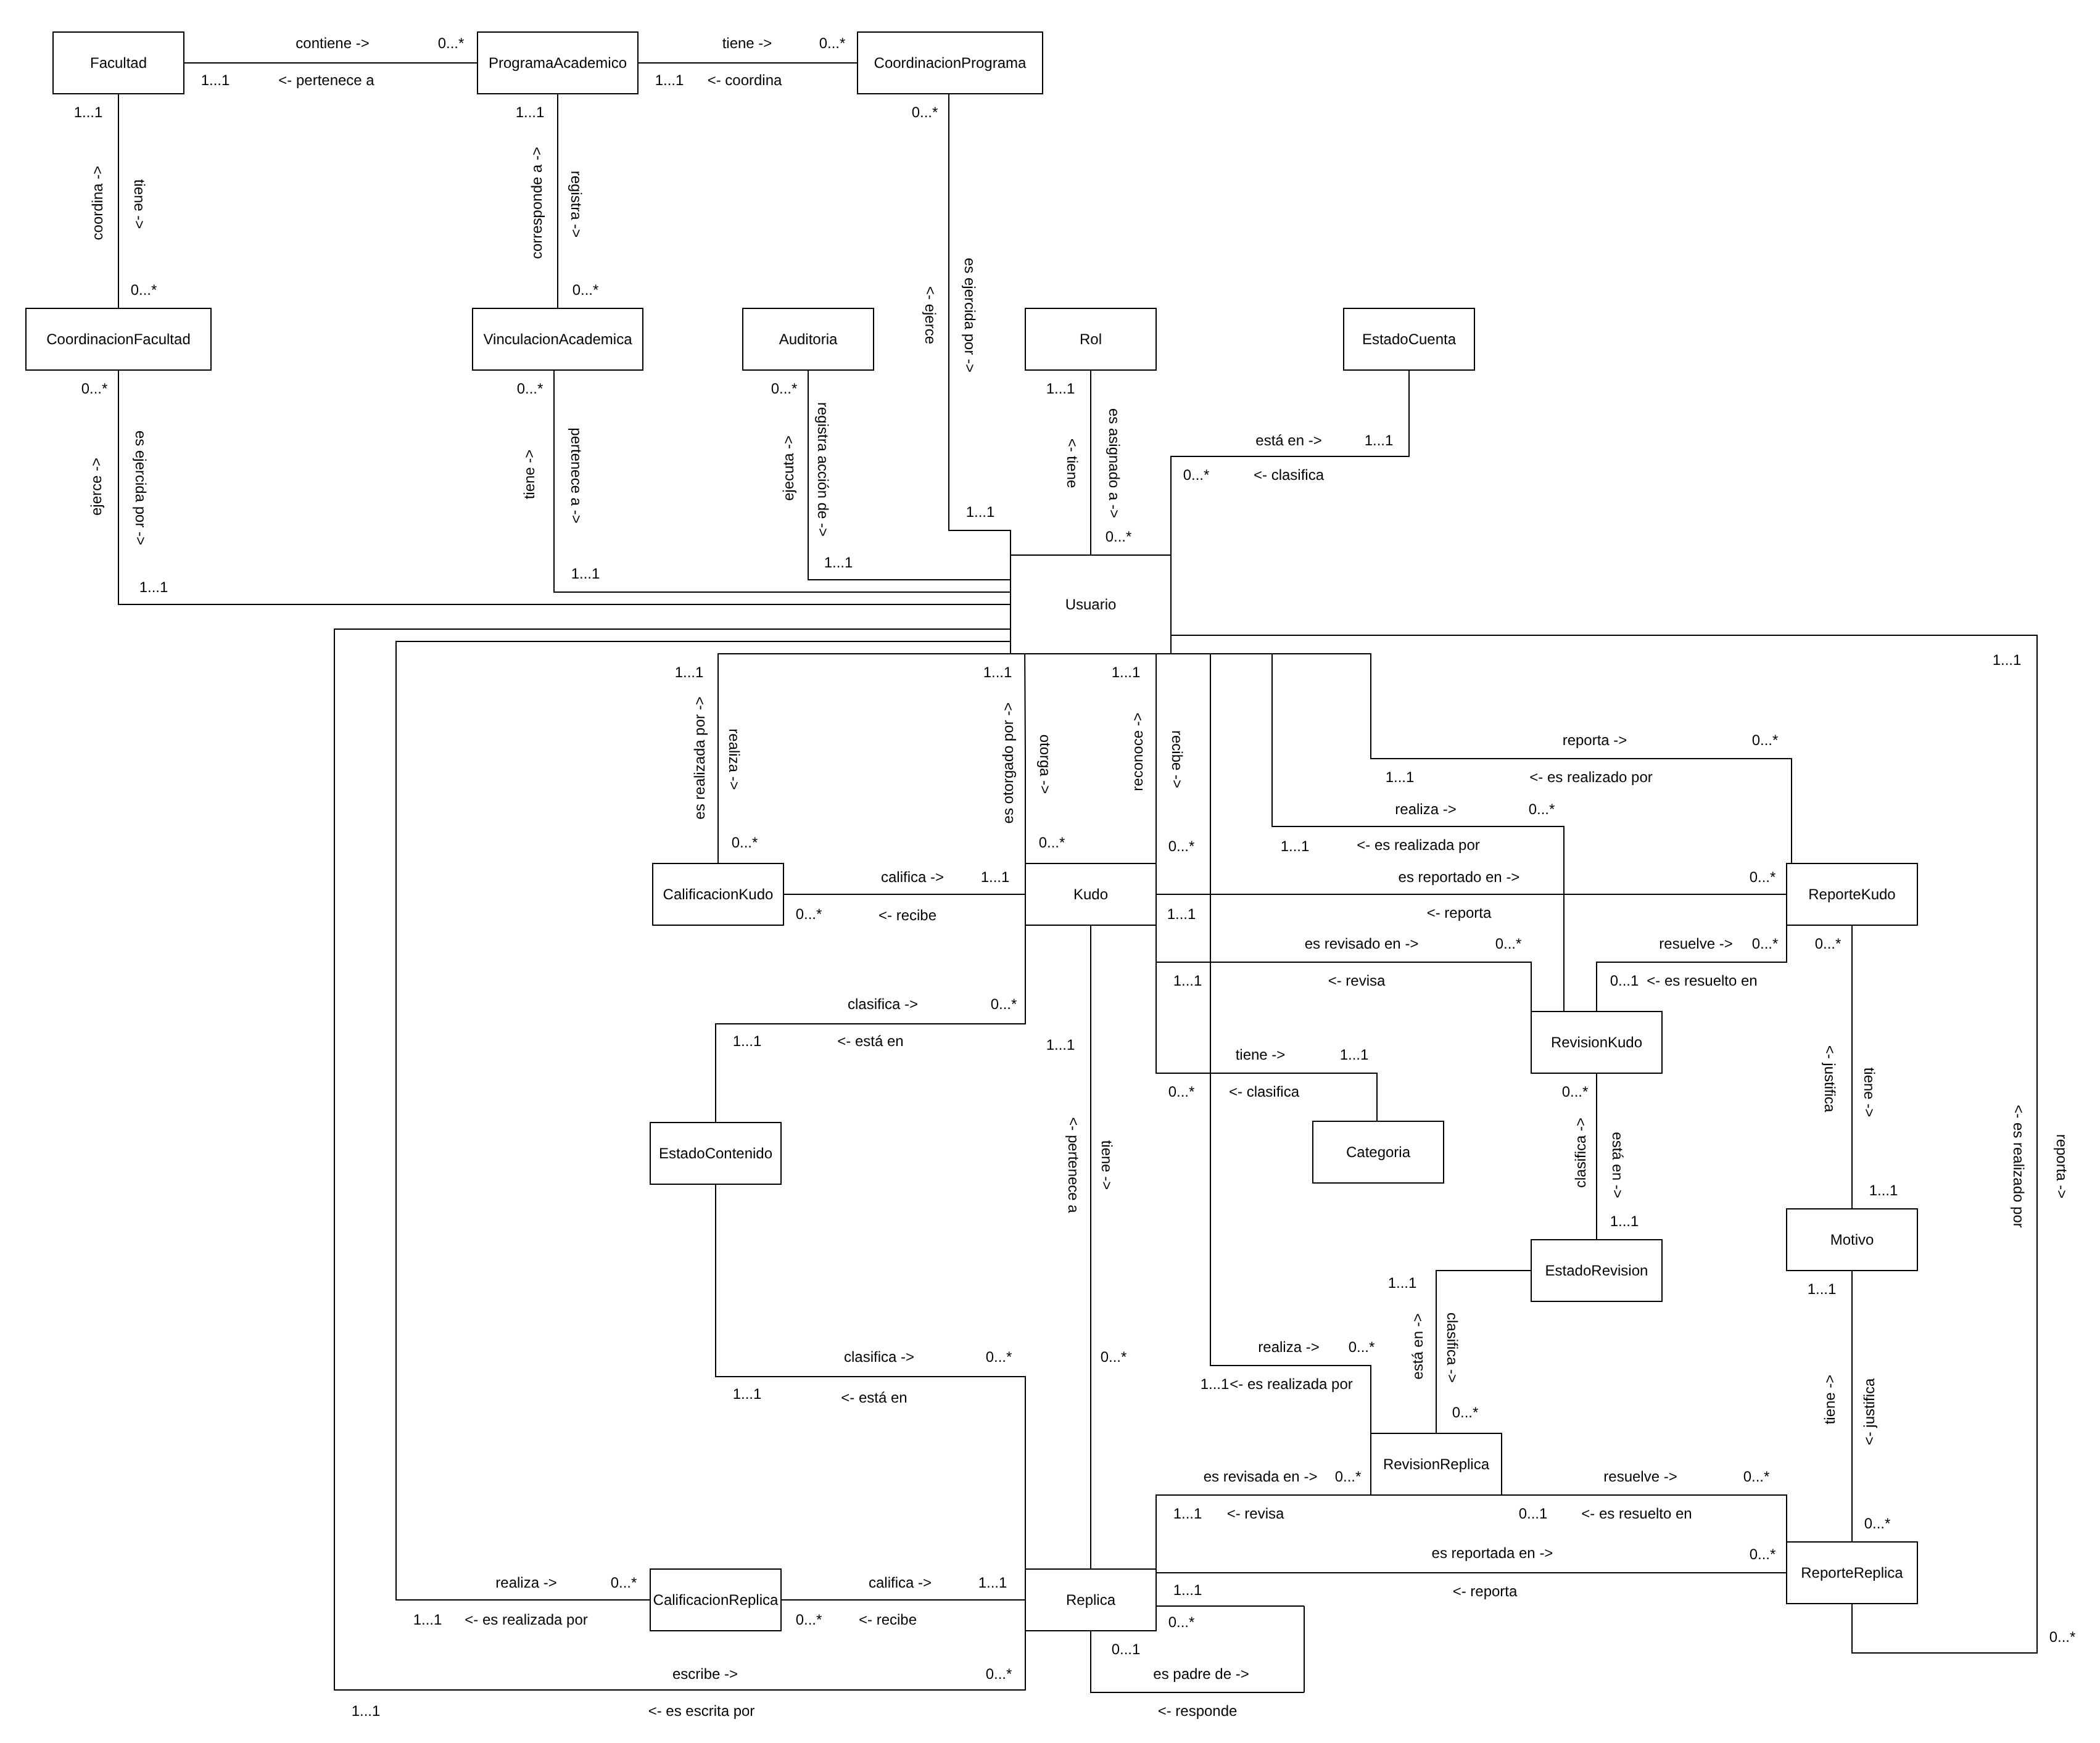 contiene ->
0...*
tiene ->
0...*
Facultad
ProgramaAcademico
CoordinacionPrograma
1...1
<- pertenece a
1...1
<- coordina
1...1
1...1
0...*
coordina ->
tiene ->
corresponde a ->
registra ->
0...*
0...*
<- ejerce
es ejercida por ->
CoordinacionFacultad
VinculacionAcademica
Auditoria
Rol
EstadoCuenta
0...*
0...*
0...*
1...1
ejerce ->
es ejercida por ->
tiene ->
pertenece a ->
<- ejecuta
registra acción de ->
<- tiene
es asignado a ->
está en ->
1...1
0...*
<- clasifica
1...1
0...*
1...1
1...1
1...1
Usuario
1...1
1...1
1...1
1...1
es realizada por ->
realiza ->
es otorgado por ->
otorga ->
reconoce ->
recibe ->
reporta ->
0...*
1...1
<- es realizado por
realiza ->
0...*
0...*
0...*
0...*
1...1
<- es realizada por
califica ->
1...1
es reportado en ->
0...*
CalificacionKudo
Kudo
ReporteKudo
0...*
<- recibe
1...1
<- reporta
es revisado en ->
0...*
resuelve ->
0...*
0...*
1...1
<- revisa
0...1
<- es resuelto en
clasifica ->
0...*
1...1
<- está en
1...1
RevisionKudo
tiene ->
1...1
0...*
<- clasifica
0...*
<- justifica
tiene ->
<- es realizado por
reporta ->
EstadoContenido
<- pertenece a
tiene ->
Categoria
clasifica ->
está en ->
1...1
1...1
Motivo
EstadoRevision
1...1
1...1
está en ->
clasifica ->
realiza ->
0...*
clasifica ->
0...*
0...*
1...1
<- está en
1...1<- es realizada por
0...*
tiene ->
<- justifica
RevisionReplica
es revisada en ->
0...*
resuelve ->
0...*
1...1
<- revisa
0...1
<- es resuelto en
0...*
es reportada en ->
0...*
ReporteReplica
realiza ->
0...*
califica ->
1...1
1...1
<- reporta
CalificacionReplica
Replica
1...1
<- es realizada por
0...*
<- recibe
0...*
0...*
0...1
escribe ->
0...*
es padre de ->
1...1
<- es escrita por
<- responde